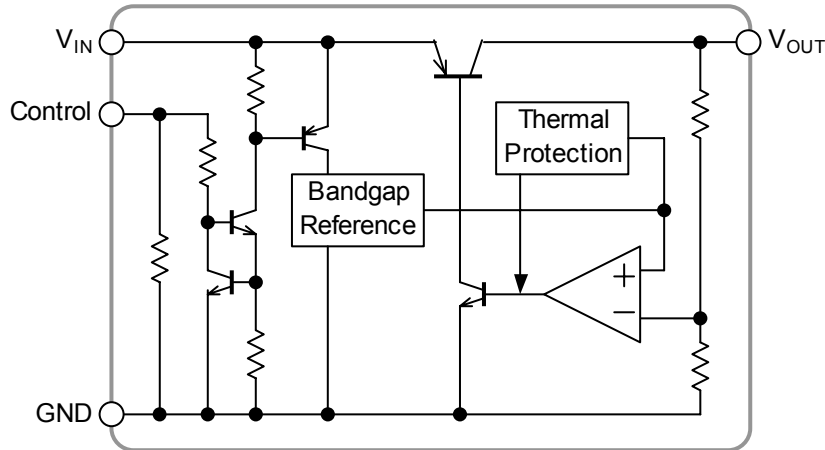 V_IN
V_OUT
Control
Thermal
Protection
Bandgap
Reference
+
−
GND